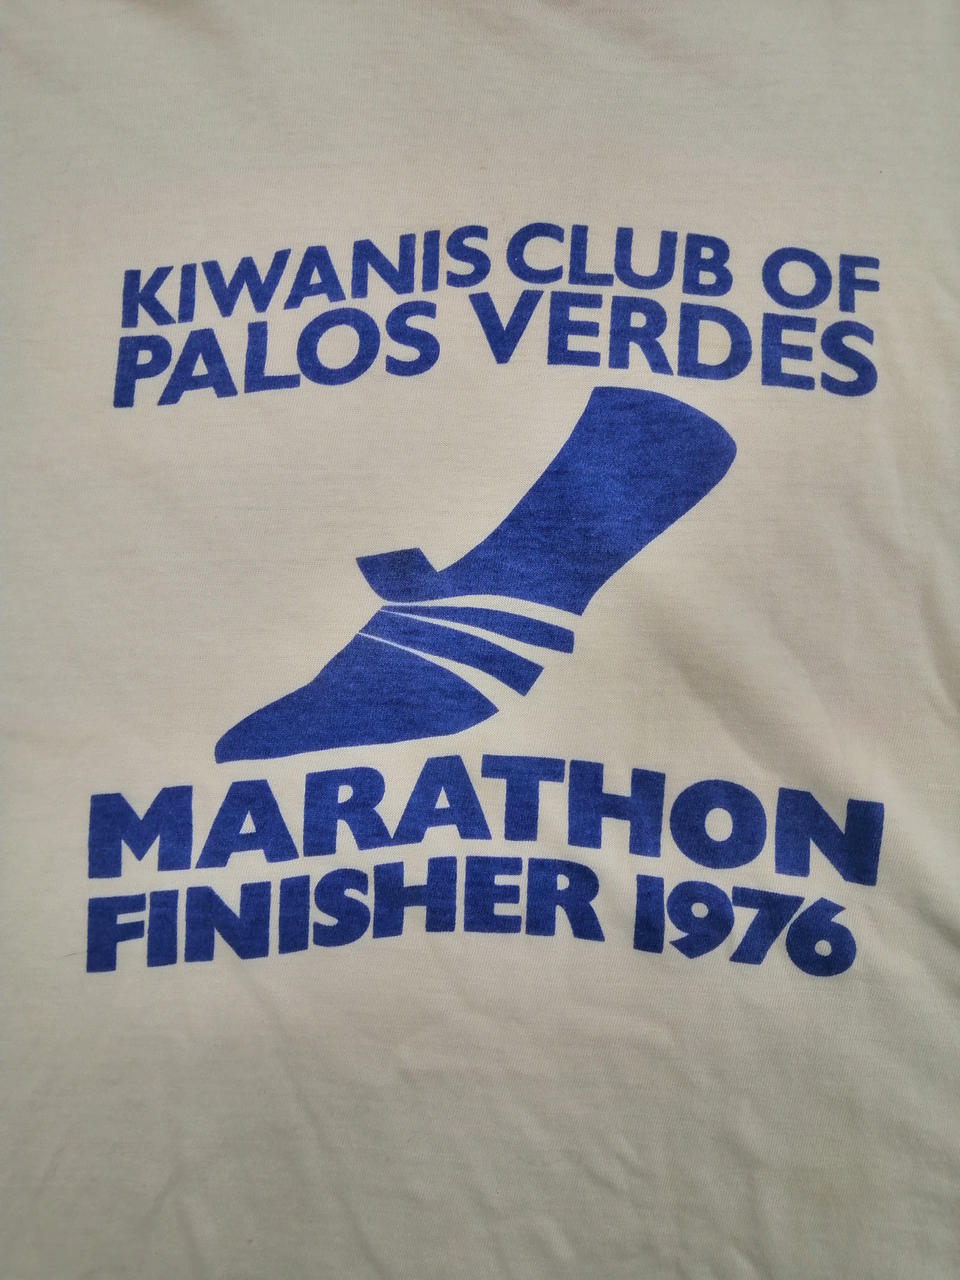 KIWANIS CLUB OF
PALOS VERDES
MARATHON
FINISHER 1976